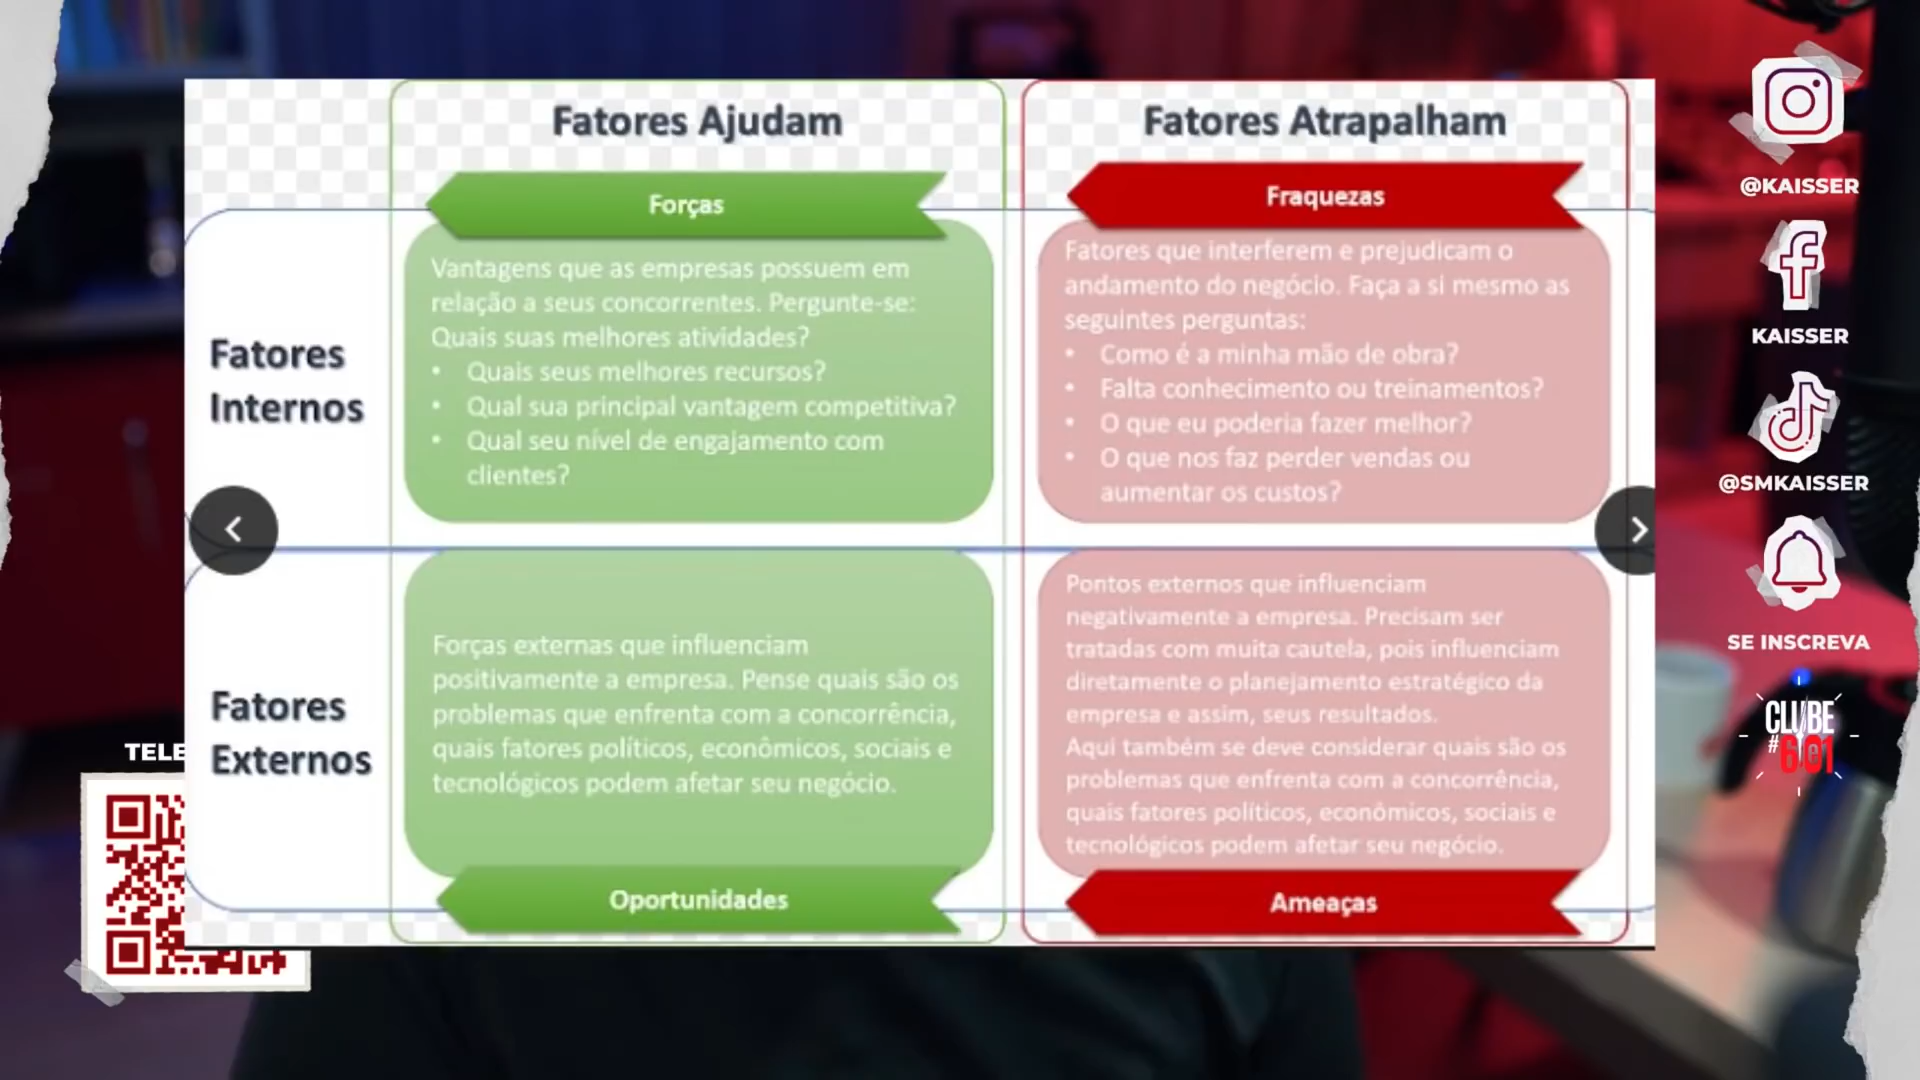 Fatores Ajudam
Fatores Atrapalham
Forças
Fraquezas
Fatores
Internos
Vantagens que as empresas possuem em
relação a seus concorrentes. Pergunte-se:
Quais suas melhores atividades?
• Quais seus melhores recursos?
• Qual sua principal vantagem competitiva?
• Qual seu nível de engajamento com
clientes?
Fatores que interferem e prejudicam o
andamento do negócio. Faça a si mesmo as
seguintes perguntas:
• Como é a minha mão de obra?
• Falta conhecimento ou treinamentos?
• O que eu poderia fazer melhor?
• O que nos faz perder vendas ou
aumentar os custos?
Fatores
Externos
Forças externas que influenciam
positivamente a empresa. Pense quais são os
problemas que enfrenta com a concorrência,
quais fatores políticos, econômicos, sociais e
tecnológicos podem afetar seu negócio.
Pontos externos que influenciam
negativamente a empresa. Precisam ser
tratadas com muita cautela, pois influenciam
diretamente o planejamento estratégico da
empresa e assim, seus resultados.
Aqui também se deve considerar quais são os
problemas que enfrenta com a concorrência,
quais fatores políticos, econômicos, sociais e
tecnológicos podem afetar seu negócio.
Oportunidades
Ameaças
TELE
@KAISSER
KAISSER
@SMKAISSER
SE INSCREVA
CLUBE
#601